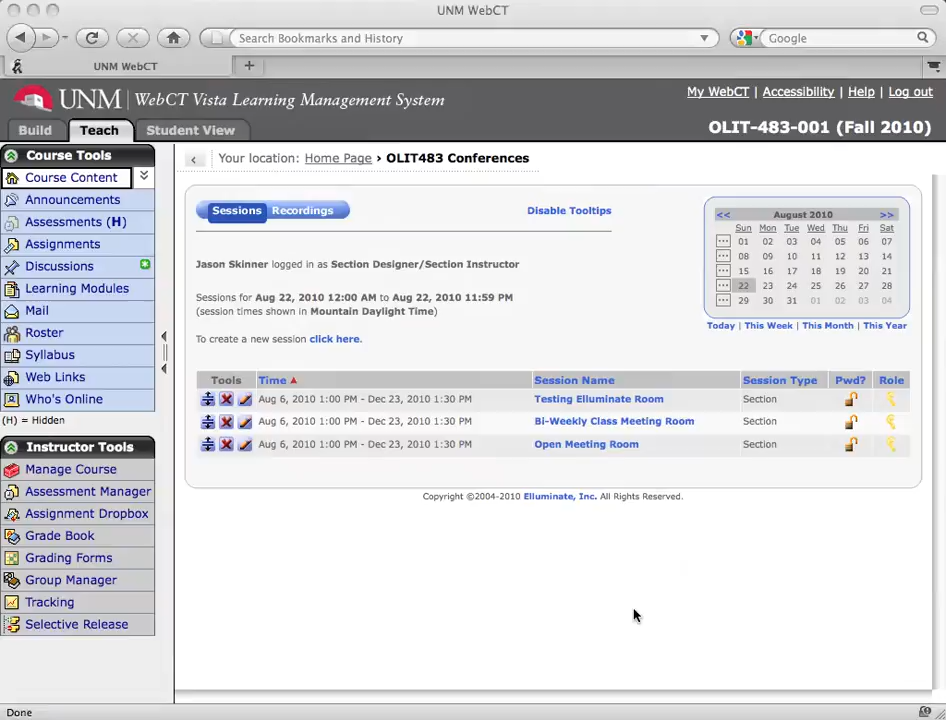 UNM WebCT
Search Bookmarks and History
Google
UNM WebCT
UNM | WebCT Vista Learning Management System
My WebCT | Accessibility | Help | Log out
Build Teach Student View
OLIT-483-001 (Fall 2010)
Course Tools
Course Content
Announcements
Assessments (H)
Assignments
Discussions
Learning Modules
Mail
Roster
Syllabus
Web Links
Who's Online
(H) = Hidden
Instructor Tools
Manage Course
Assessment Manager
Assignment Dropbox
Grade Book
Grading Forms
Group Manager
Tracking
Selective Release
Your location: Home Page › OLIT483 Conferences
Sessions Recordings
Disable Tooltips
Jason Skinner logged in as Section Designer/Section Instructor
Sessions for Aug 22, 2010 12:00 AM to Aug 22, 2010 11:59 PM
(session times shown in Mountain Daylight Time)
To create a new session click here.
<< August 2010 >>
Sun Mon Tue Wed Thu Fri Sat
01 02 03 04 05 06 07
08 09 10 11 12 13 14
15 16 17 18 19 20 21
22 23 24 25 26 27 28
29 30 31 01 02 03 04
Today | This Week | This Month | This Year
Tools Time Session Name Session Type Pwd? Role
Aug 6, 2010 1:00 PM - Dec 23, 2010 1:30 PM Testing Elluminate Room Section
Aug 6, 2010 1:00 PM - Dec 23, 2010 1:30 PM Bi-Weekly Class Meeting Room Section
Aug 6, 2010 1:00 PM - Dec 23, 2010 1:30 PM Open Meeting Room Section
Copyright ©2004-2010 Elluminate, Inc. All Rights Reserved.
Done